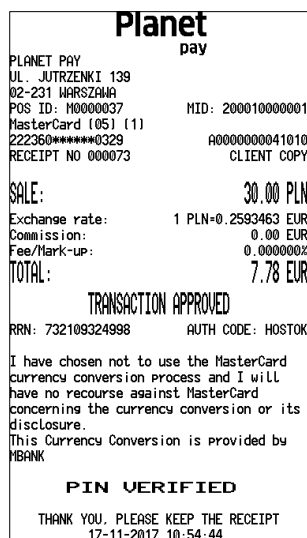 Planet
pay
PLANET PAY
UL. JUTRZENKI 139
02-231 WARSZAWA
POS ID: M0000037 MID: 200010000001
MasterCard (05) (1)
222360******0329 A0000000041010
RECEIPT NO 000073 CLIENT COPY
SALE: 30.00 PLN
Exchange rate: 1 PLN=0.2593463 EUR
Commission: 0.00 EUR
Fee/Mark-up: 0.000000%
TOTAL: 7.78 EUR
TRANSACTION APPROVED
RRN: 732109324998 AUTH CODE: HOSTOK
I have chosen not to use the MasterCard
currency conversion process and I will
have no recourse against MasterCard
concerning the currency conversion or its
disclosure.
This Currency Conversion is provided by
MBANK
PIN VERIFIED
THANK YOU, PLEASE KEEP THE RECEIPT
17-11-2017 10:54:44